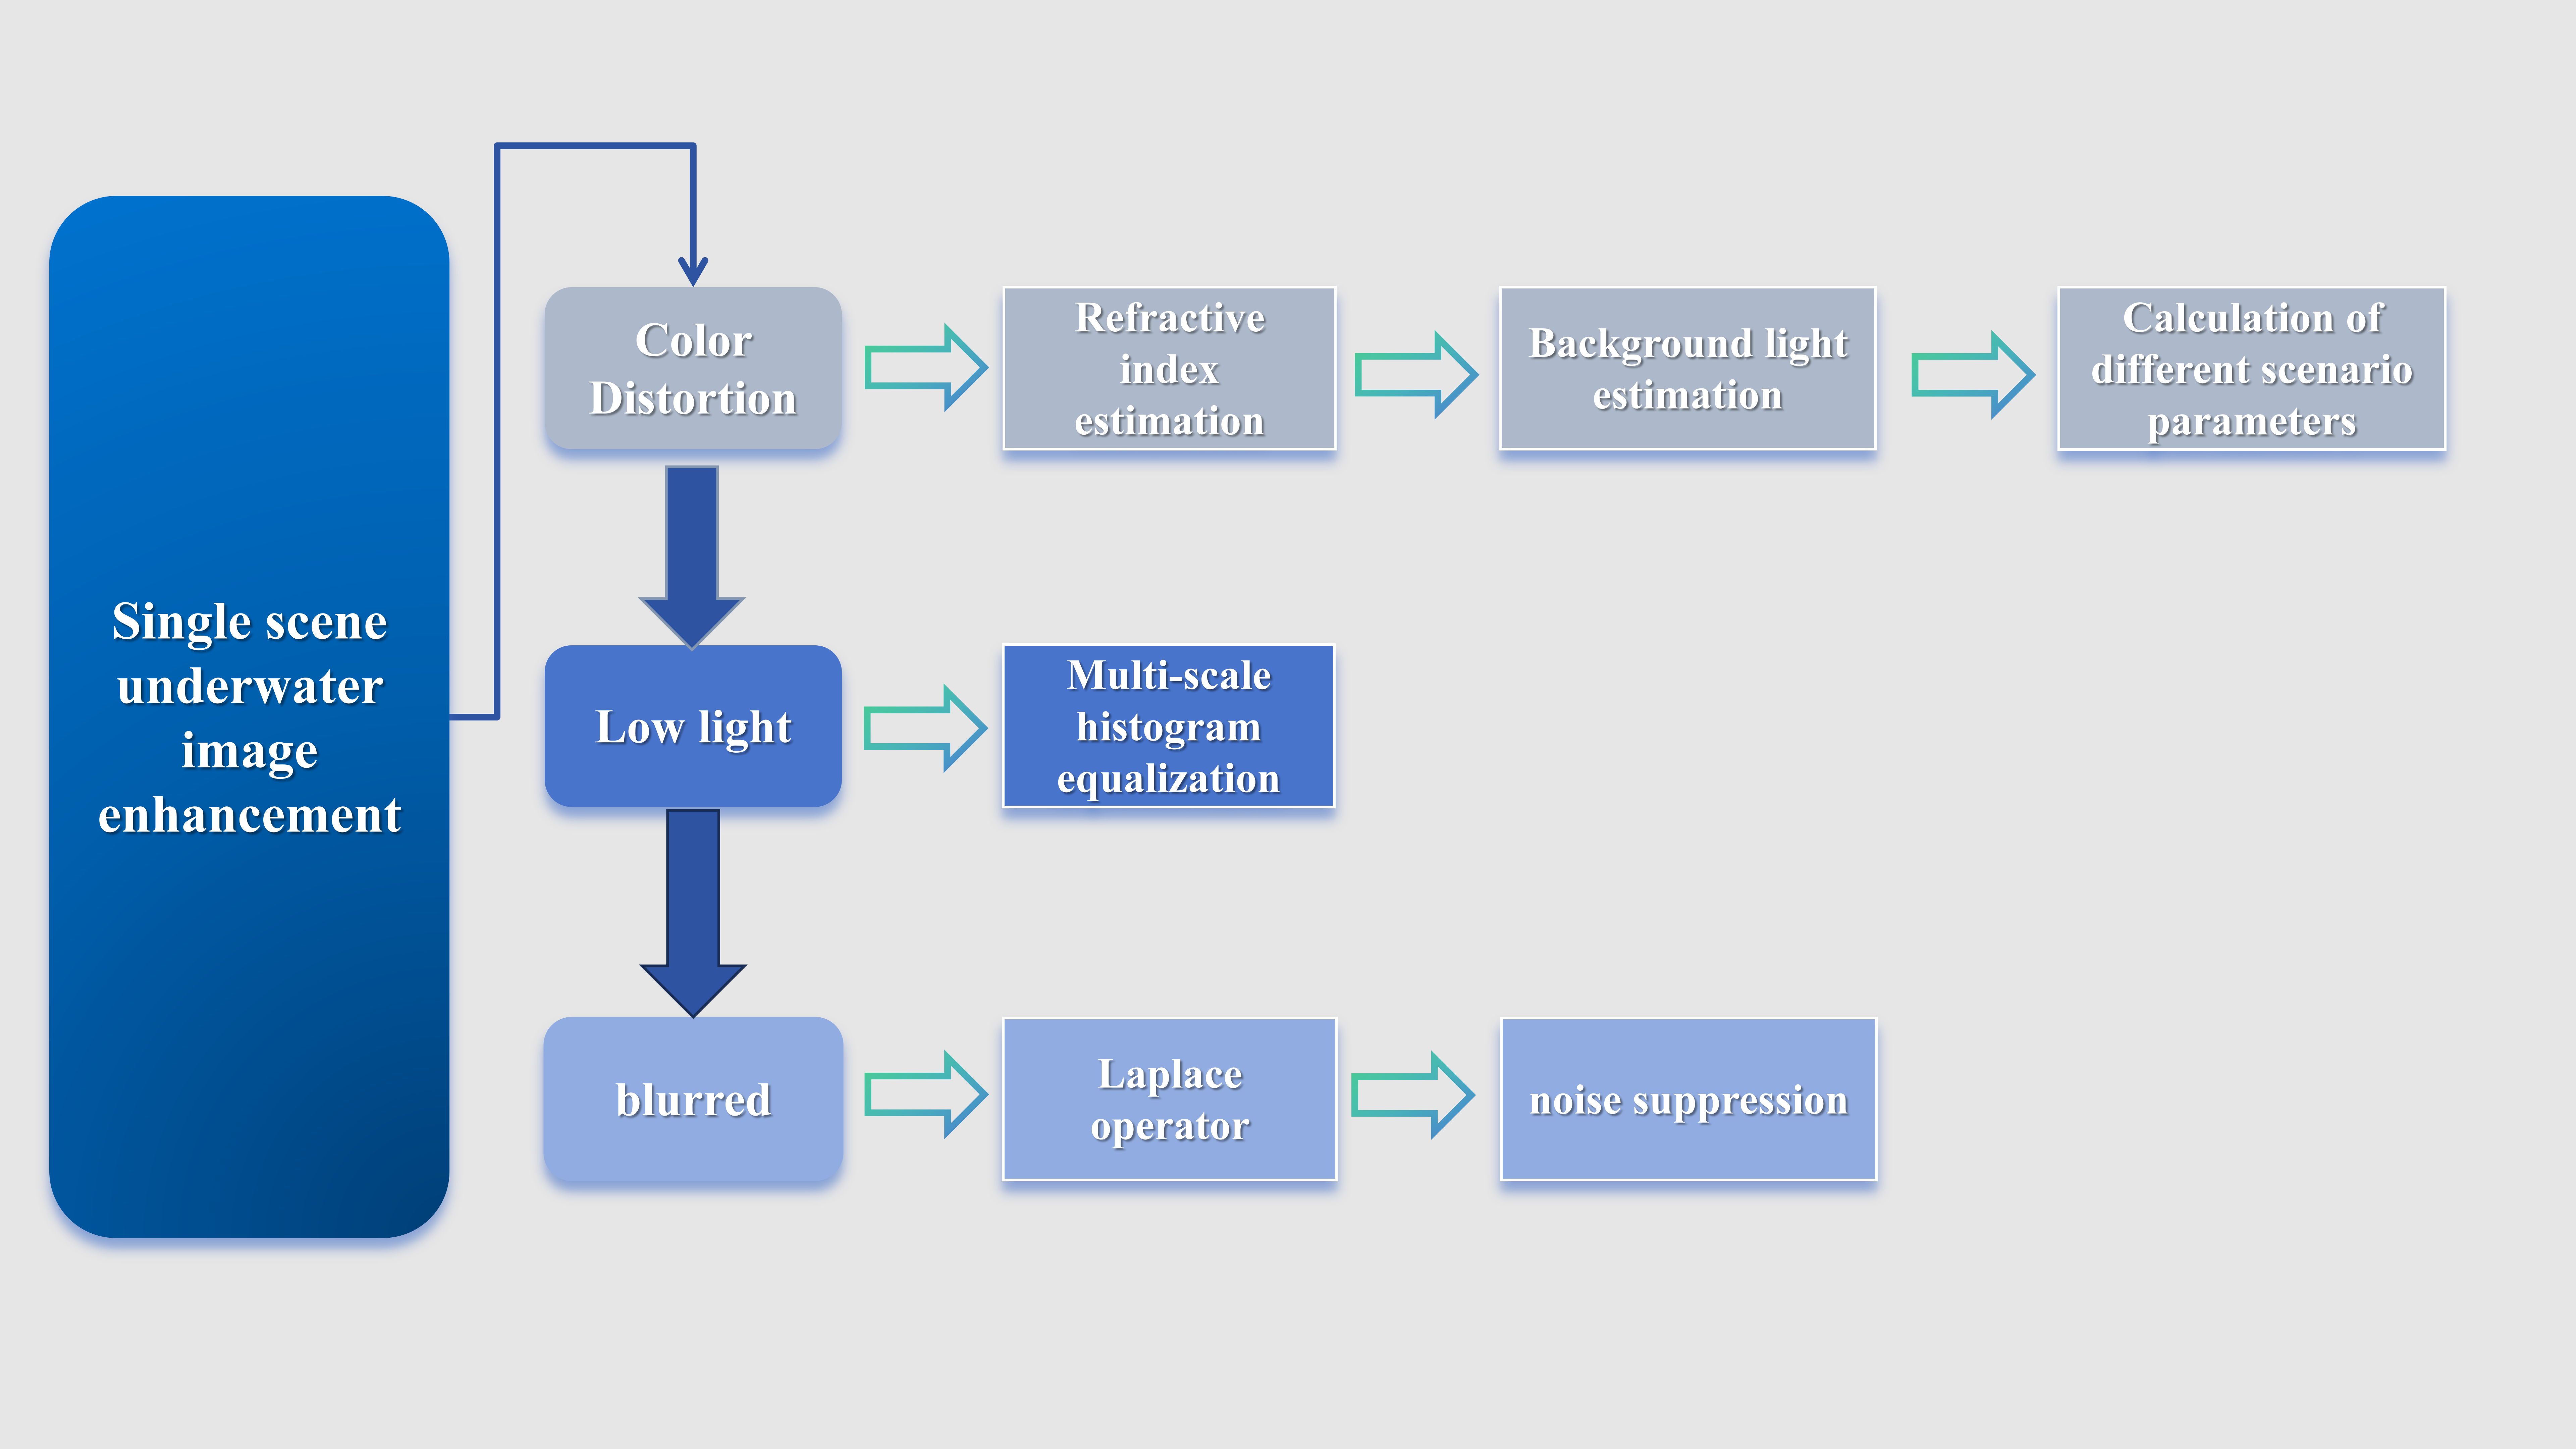 Single scene
underwater
image
enhancement
Color
Distortion
Refractive
index
estimation
Background light
estimation
Calculation of
different scenario
parameters
Low light
Multi-scale
histogram
equalization
blurred
Laplace
operator
noise suppression